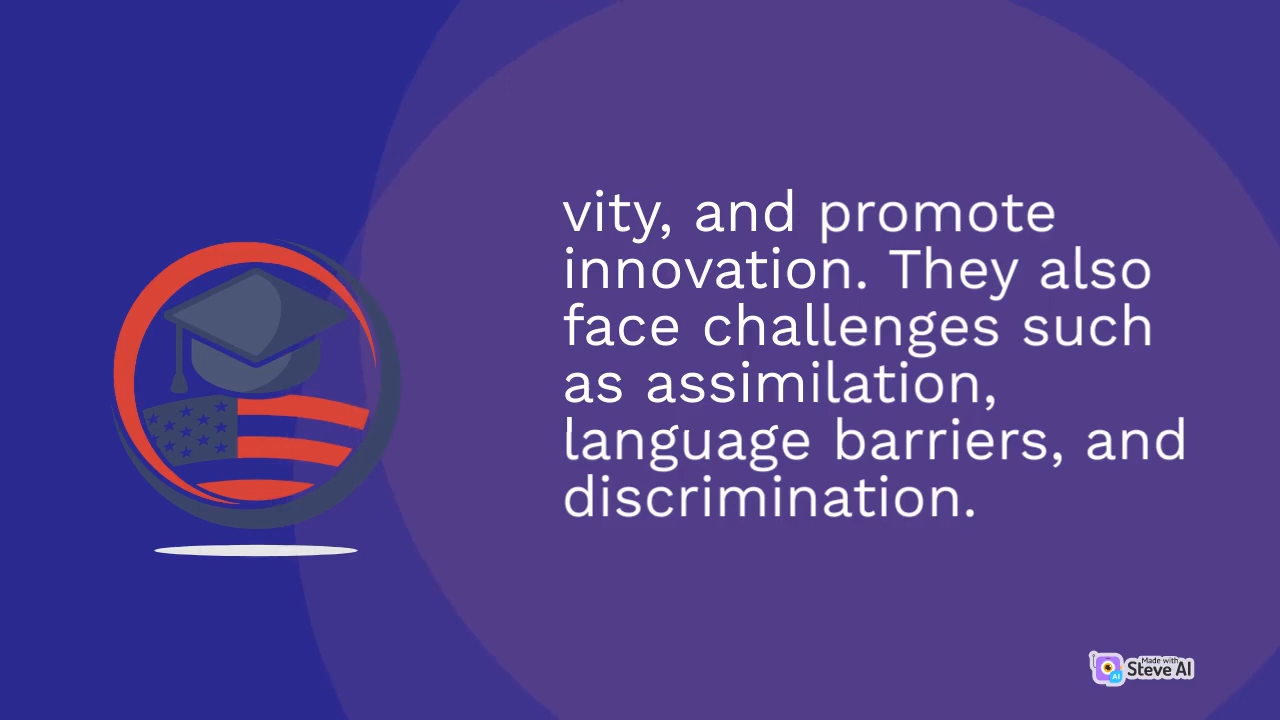 vity, and promote
innovation. They also
face challenges such
as assimilation,
language barriers, and
discrimination.
Made with
Steve AI
AI